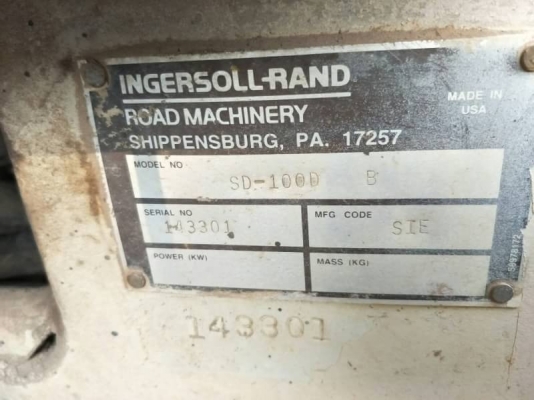 INGERSOLL-RAND
ROAD MACHINERY
SHIPPENSBURG, PA. 17257
MADE IN
USA
MODEL NO
SD-100D B
SERIAL NO
143301
MFG CODE
SIE
POWER (KW)
MASS (KG)
143301